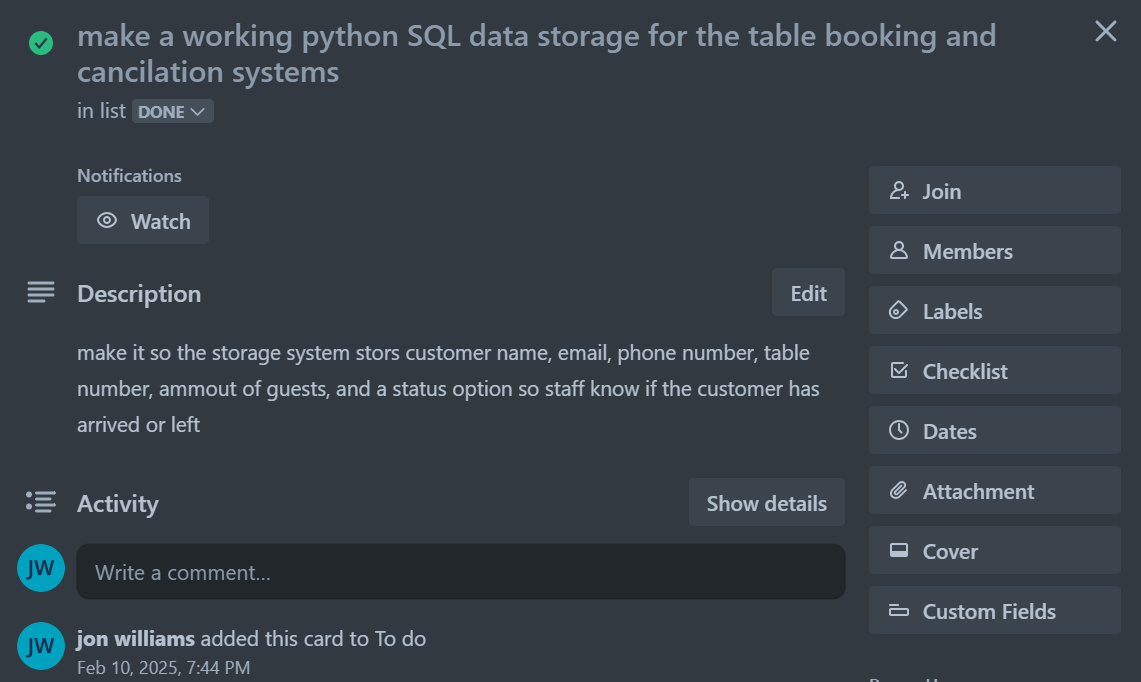 make a working python SQL data storage for the table booking and
cancilation systems
in list DONE
Notifications
Watch
Join
Members
Description
Edit
Labels
make it so the storage system stors customer name, email, phone number, table
number, ammout of guests, and a status option so staff know if the customer has
arrived or left
Checklist
Dates
Activity
Show details
Attachment
JW
Write a comment...
Cover
Custom Fields
JW
jon williams added this card to To do
Feb 10, 2025, 7:44 PM